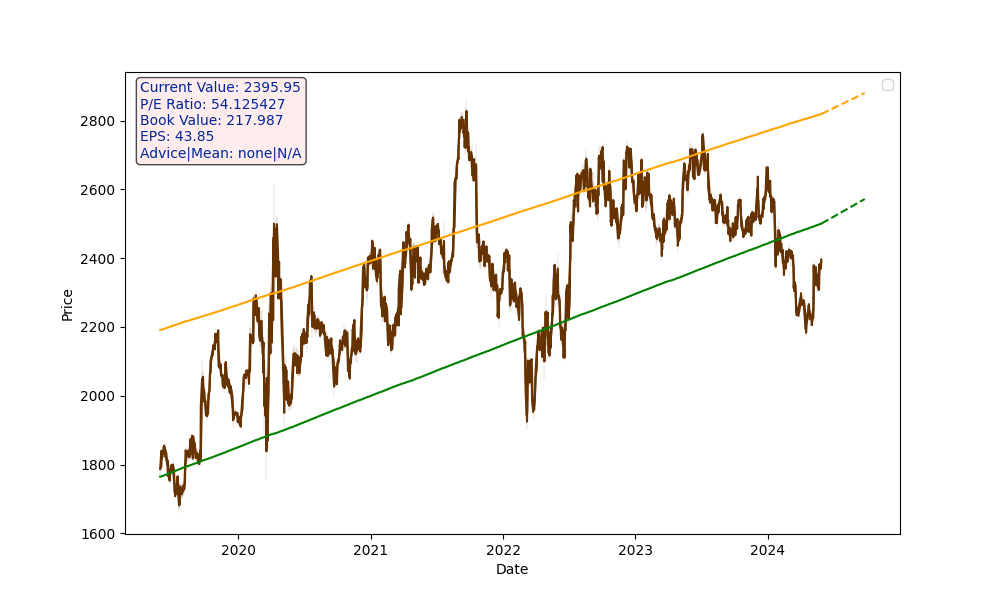 Current Value: 2395.95
P/E Ratio: 54.125427
Book Value: 217.987
EPS: 43.85
Advice|Mean: none|N/A
2800
2600
2400
2200
2000
1800
1600
Price
2020 2021 2022 2023 2024
Date